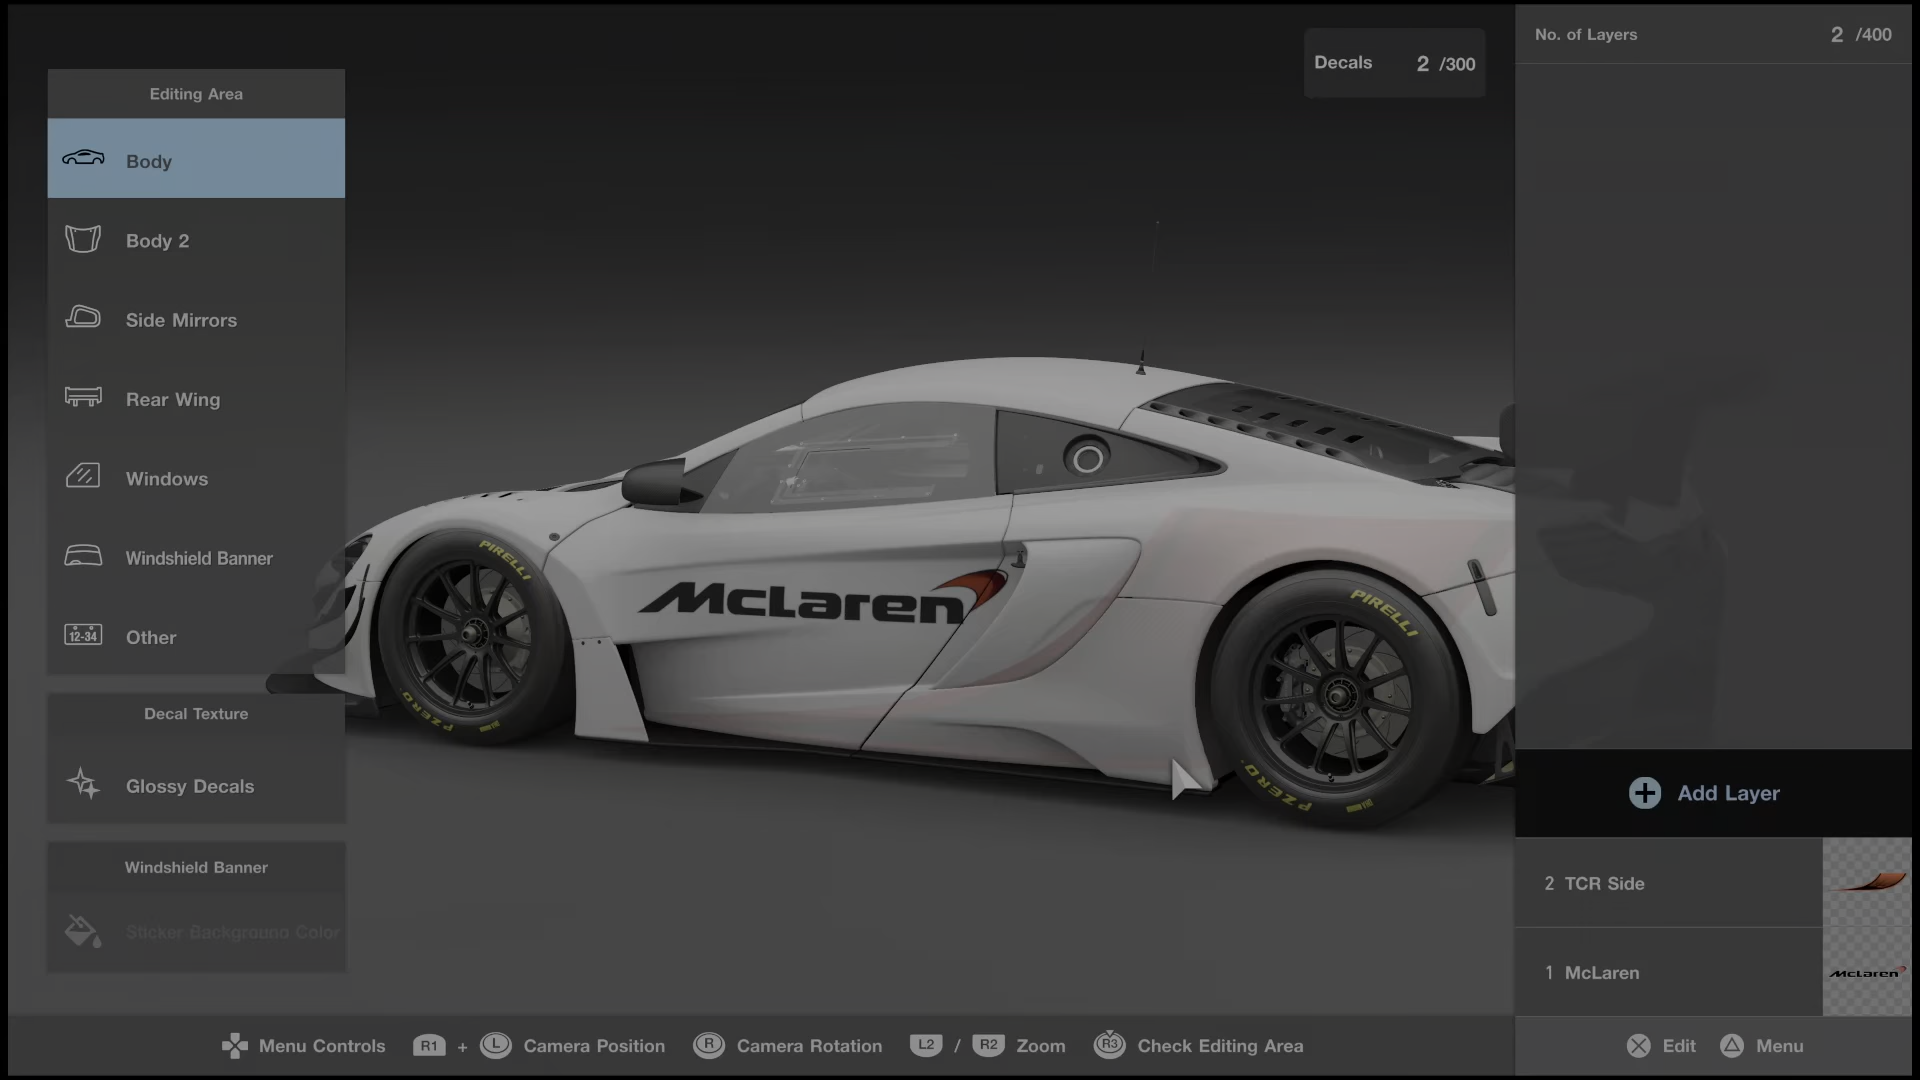 No. of Layers 2 /400
Decals 2 /300
Editing Area
Body
Body 2
Side Mirrors
Rear Wing
Windows
Windshield Banner
12-34 Other
Decal Texture
Glossy Decals
Windshield Banner
Sticker Background Color
PIRELLI
PZERO
McLaren
PIRELLI
PZERO
Add Layer
2 TCR Side
1 McLaren
McLaren
Menu Controls R1 + L Camera Position R Camera Rotation L2 / R2 Zoom R3 Check Editing Area
Edit Menu